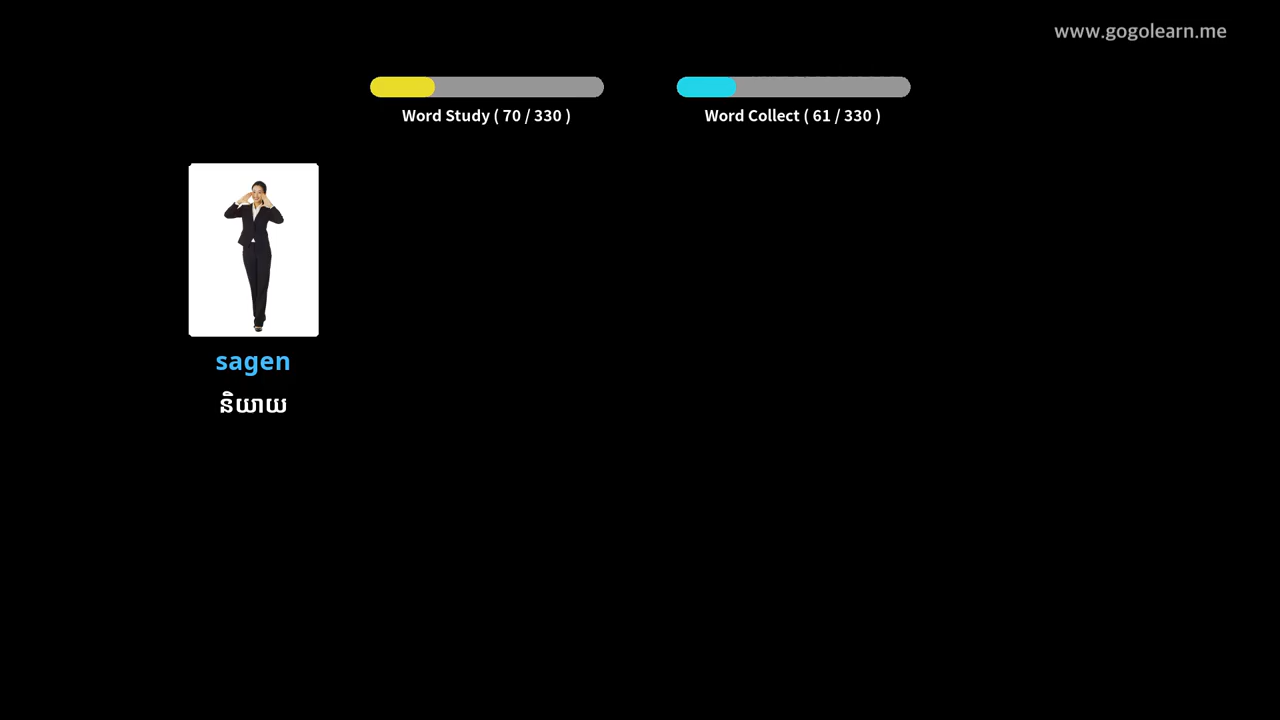 www.gogolearn.me
Word Study ( 70 / 330 )
Word Collect ( 61 / 330 )
sagen
និយាយ